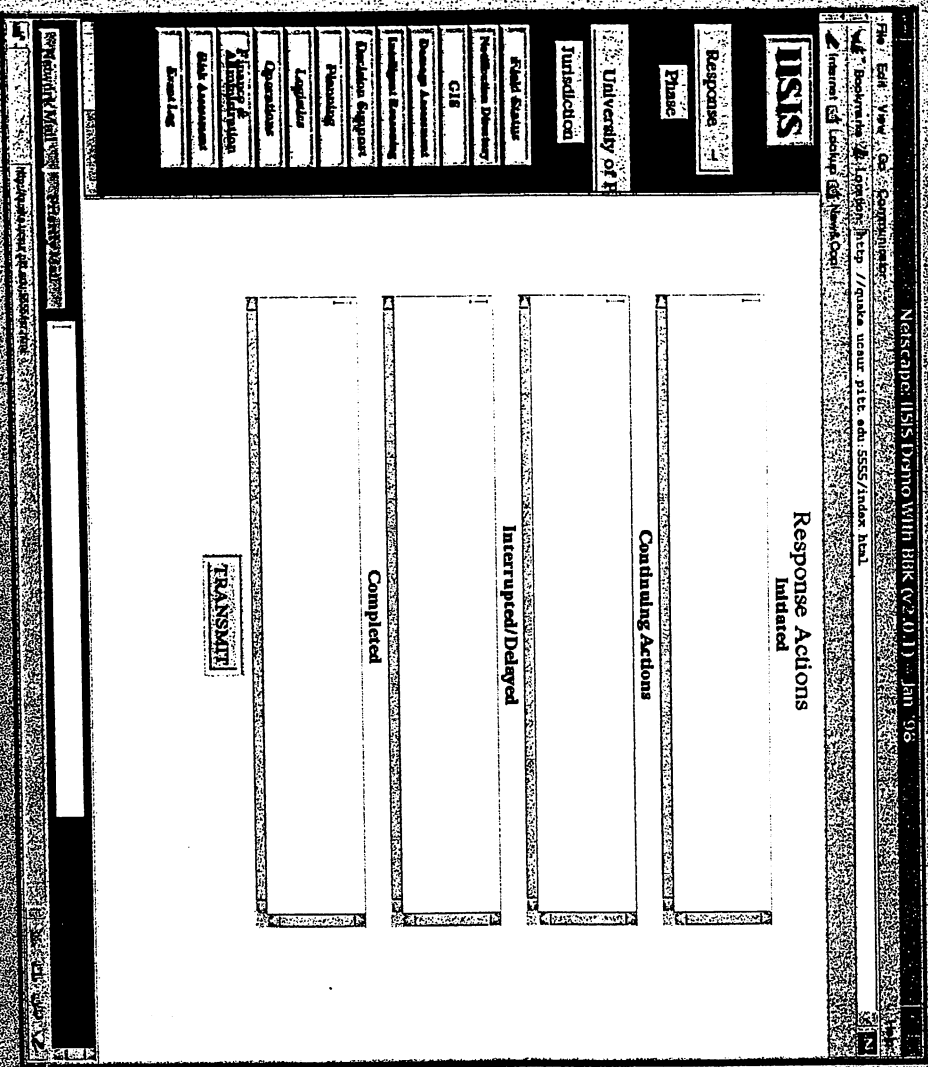 Netscape: IISIS Demo With BBK (v2.0.1) - Jan '98
File Edit View Go Communicator Help
Bookmarks Location: http://quake.ucsur.pitt.edu:5555/index.html
Internet Lookup New&Cool
IISIS
Response
Phase
University of P
Jurisdiction
Field Status
Notification Directory
GIS
Damage Assessment
Intelligent Reasoning
Decision Support
Planning
Logistics
Operations
Finance &
Administration
Risk Assessment
Event Log
Response Actions
Initiated
Continuing Actions
Interrupted/Delayed
Completed
TRANSMIT
Network Mail